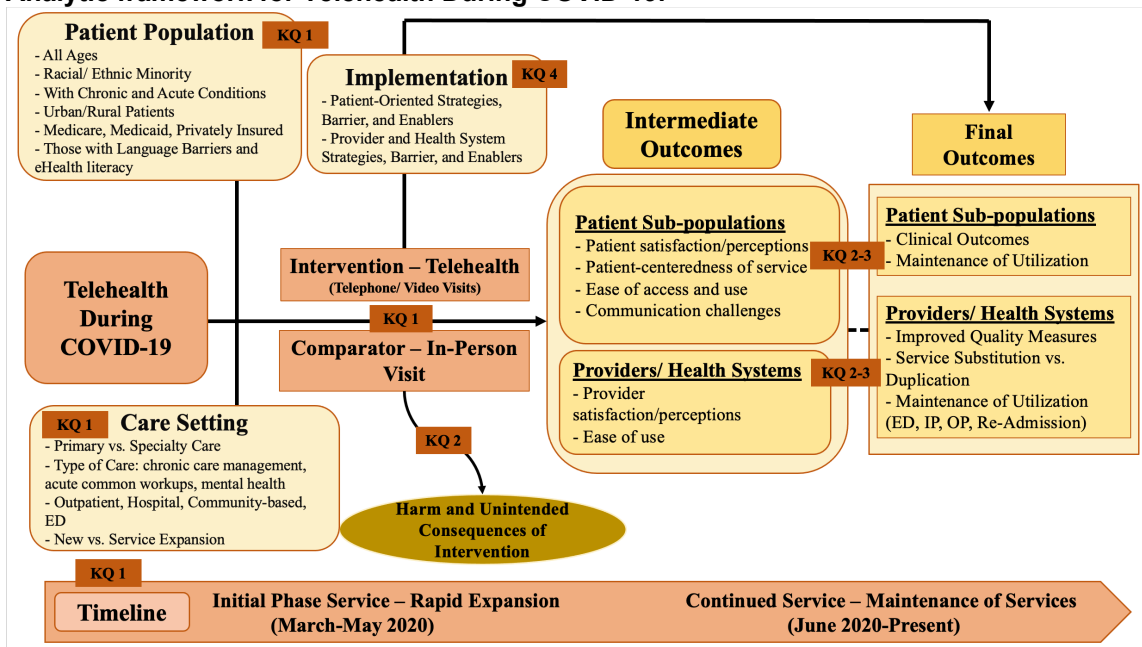 Analytic framework for Telehealth During COVID-19.
Patient Population
KQ 1
- All Ages
- Racial/ Ethnic Minority
- With Chronic and Acute Conditions
- Urban/Rural Patients
- Medicare, Medicaid, Privately Insured
- Those with Language Barriers and
eHealth literacy
Implementation
KQ 4
- Patient-Oriented Strategies,
Barrier, and Enablers
- Provider and Health System
Strategies, Barrier, and Enablers
Telehealth
During
COVID-19
Intervention – Telehealth
(Telephone/ Video Visits)
KQ 1
Comparator – In-Person
Visit
KQ 2
Harm and Unintended
Consequences of
Intervention
KQ 1
Care Setting
- Primary vs. Specialty Care
- Type of Care: chronic care management,
acute common workups, mental health
- Outpatient, Hospital, Community-based,
ED
- New vs. Service Expansion
Intermediate
Outcomes
Patient Sub-populations
- Patient satisfaction/perceptions
- Patient-centeredness of service
- Ease of access and use
- Communication challenges
KQ 2-3
Providers/ Health Systems
- Provider
satisfaction/perceptions
- Ease of use
KQ 2-3
Final
Outcomes
Patient Sub-populations
- Clinical Outcomes
- Maintenance of Utilization
Providers/ Health Systems
- Improved Quality Measures
- Service Substitution vs.
Duplication
- Maintenance of Utilization
(ED, IP, OP, Re-Admission)
KQ 1
Timeline
Initial Phase Service – Rapid Expansion
(March-May 2020)
Continued Service – Maintenance of Services
(June 2020-Present)